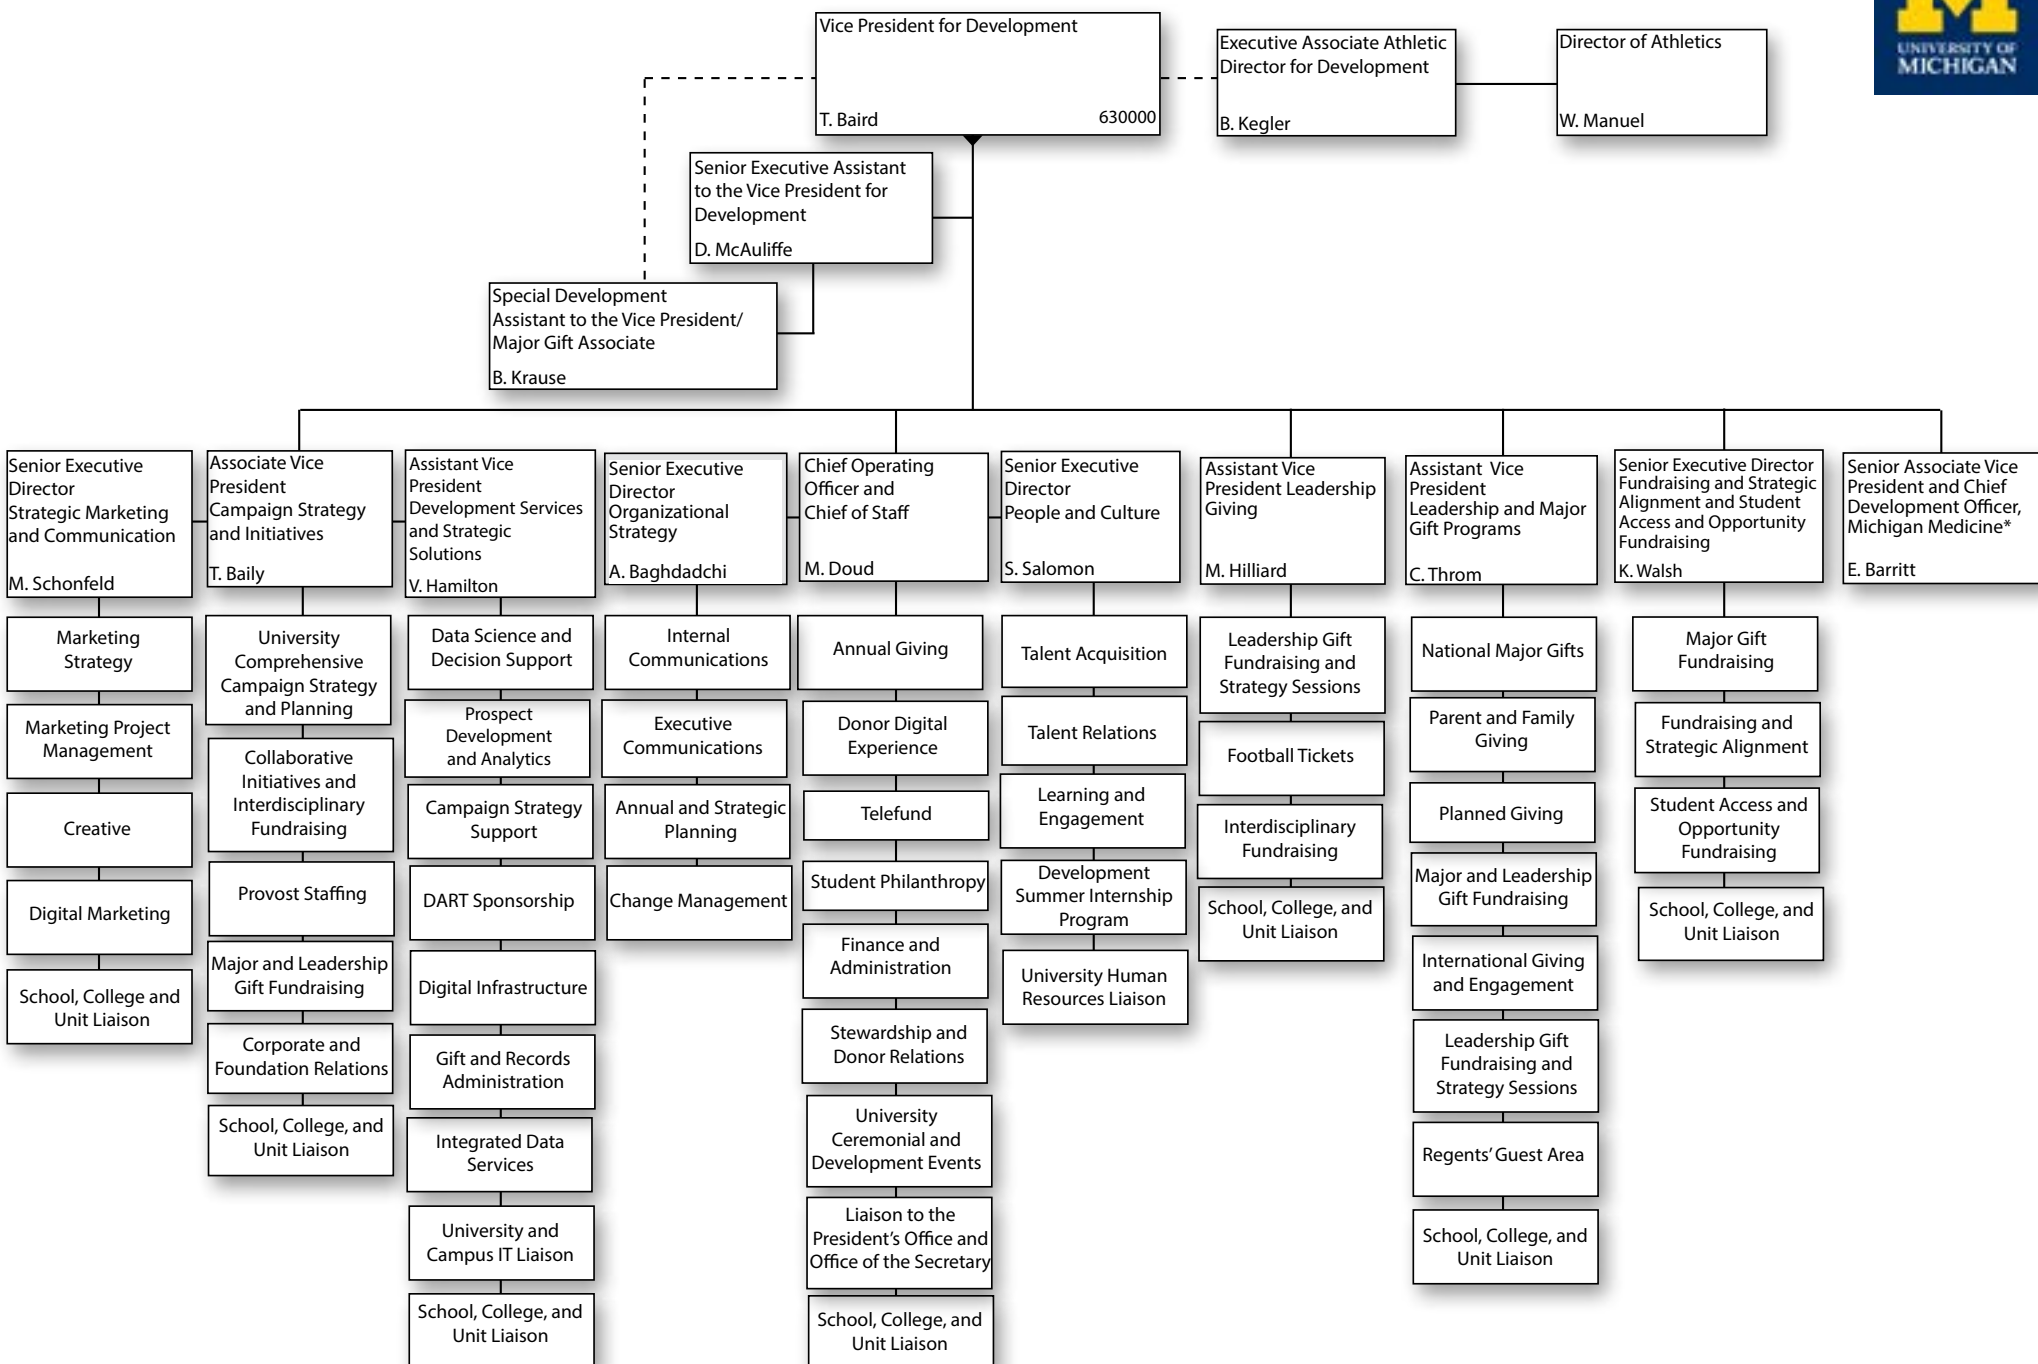 Vice President for Development
T. Baird
630000
Executive Associate Athletic
Director for Development
B. Kegler
Director of Athletics
W. Manuel
UNIVERSITY OF
MICHIGAN
Senior Executive Assistant
to the Vice President for
Development
D. McAuliffe
Special Development
Assistant to the Vice President/
Major Gift Associate
B. Krause
Senior Executive
Director
Strategic Marketing
and Communication
M. Schonfeld
Marketing
Strategy
Marketing Project
Management
Creative
Digital Marketing
School, College and
Unit Liaison
Associate Vice
President
Campaign Strategy
and Initiatives
T. Baily
University
Comprehensive
Campaign Strategy
and Planning
Collaborative
Initiatives and
Interdisciplinary
Fundraising
Provost Staffing
Major and Leadership
Gift Fundraising
Corporate and
Foundation Relations
School, College, and
Unit Liaison
Assistant Vice
President
Development Services
and Strategic
Solutions
V. Hamilton
Data Science and
Decision Support
Prospect
Development
and Analytics
Campaign Strategy
Support
DART Sponsorship
Digital Infrastructure
Gift and Records
Administration
Integrated Data
Services
University and
Campus IT Liaison
School, College, and
Unit Liaison
Senior Executive
Director
Organizational
Strategy
A. Baghdadchi
Internal
Communications
Executive
Communications
Annual and Strategic
Planning
Change Management
Chief Operating
Officer and
Chief of Staff
M. Doud
Annual Giving
Donor Digital
Experience
Telefund
Student Philanthropy
Finance and
Administration
Stewardship and
Donor Relations
University
Ceremonial and
Development Events
Liaison to the
President's Office and
Office of the Secretary
School, College, and
Unit Liaison
Senior Executive
Director
People and Culture
S. Salomon
Talent Acquisition
Talent Relations
Learning and
Engagement
Development
Summer Internship
Program
University Human
Resources Liaison
Assistant Vice
President Leadership
Giving
M. Hilliard
Leadership Gift
Fundraising and
Strategy Sessions
Football Tickets
Interdisciplinary
Fundraising
School, College, and
Unit Liaison
Assistant Vice
President
Leadership and Major
Gift Programs
C. Throm
National Major Gifts
Parent and Family
Giving
Planned Giving
Major and Leadership
Gift Fundraising
International Giving
and Engagement
Leadership Gift
Fundraising and
Strategy Sessions
Regents' Guest Area
School, College, and
Unit Liaison
Senior Executive Director
Fundraising and Strategic
Alignment and Student
Access and Opportunity
Fundraising
K. Walsh
Major Gift
Fundraising
Fundraising and
Strategic Alignment
Student Access and
Opportunity
Fundraising
School, College, and
Unit Liaison
Senior Associate Vice
President and Chief
Development Officer,
Michigan Medicine*
E. Barritt